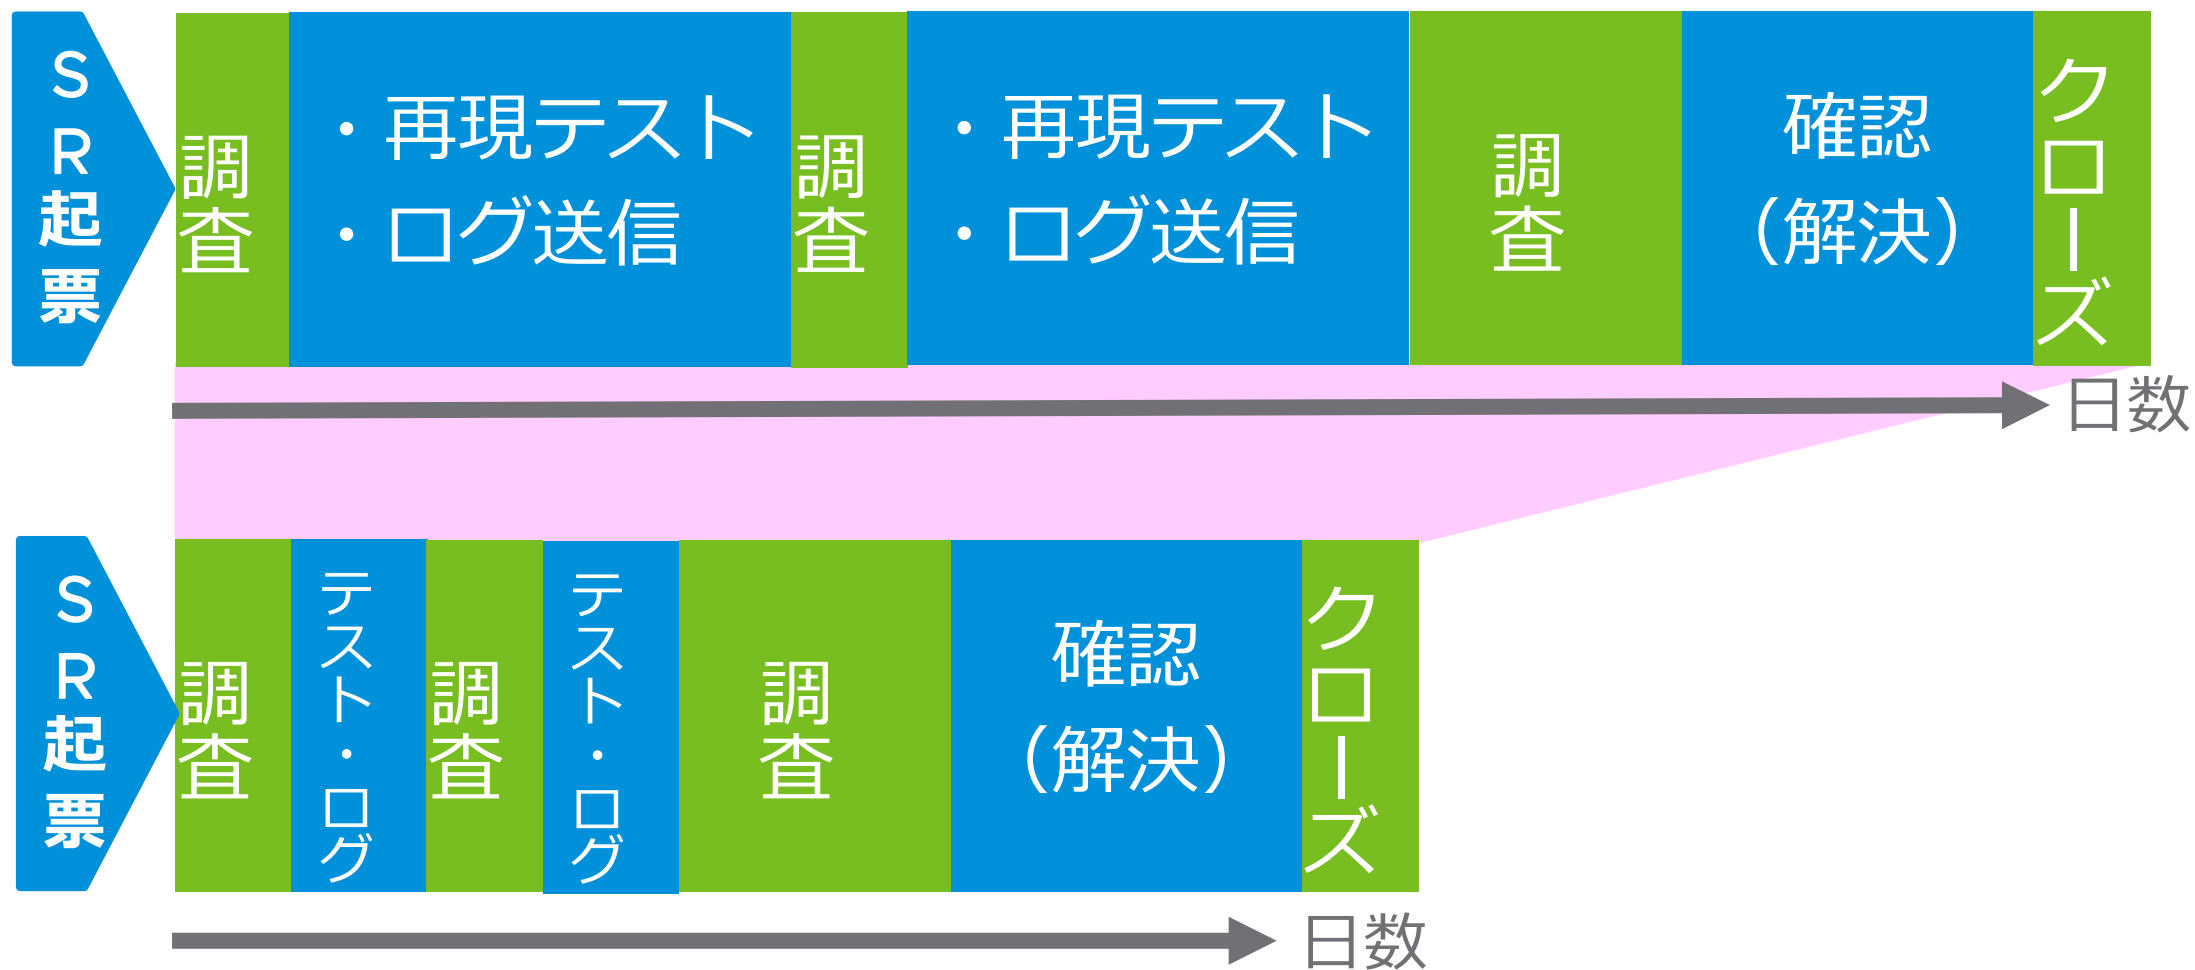 SR起票
調査
・再現テスト
・ログ送信
調査
・再現テスト
・ログ送信
調査
確認
（解決）
クローズ
日数
SR起票
調査
テスト・ログ
調査
テスト・ログ
調査
確認
（解決）
クローズ
日数